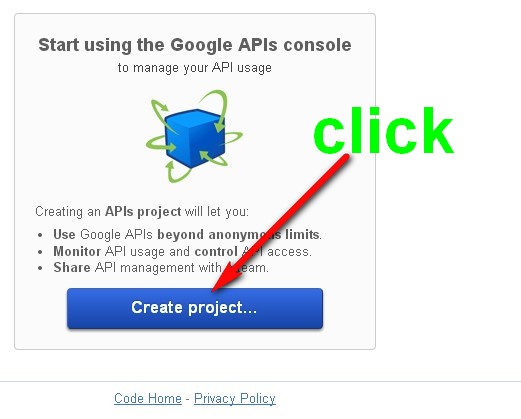 Start using the Google APIs console
to manage your API usage
click
Creating an APIs project will let you:
• Use Google APIs beyond anonymous limits.
• Monitor API usage and control API access.
• Share API management with team.
Create project...
Code Home - Privacy Policy